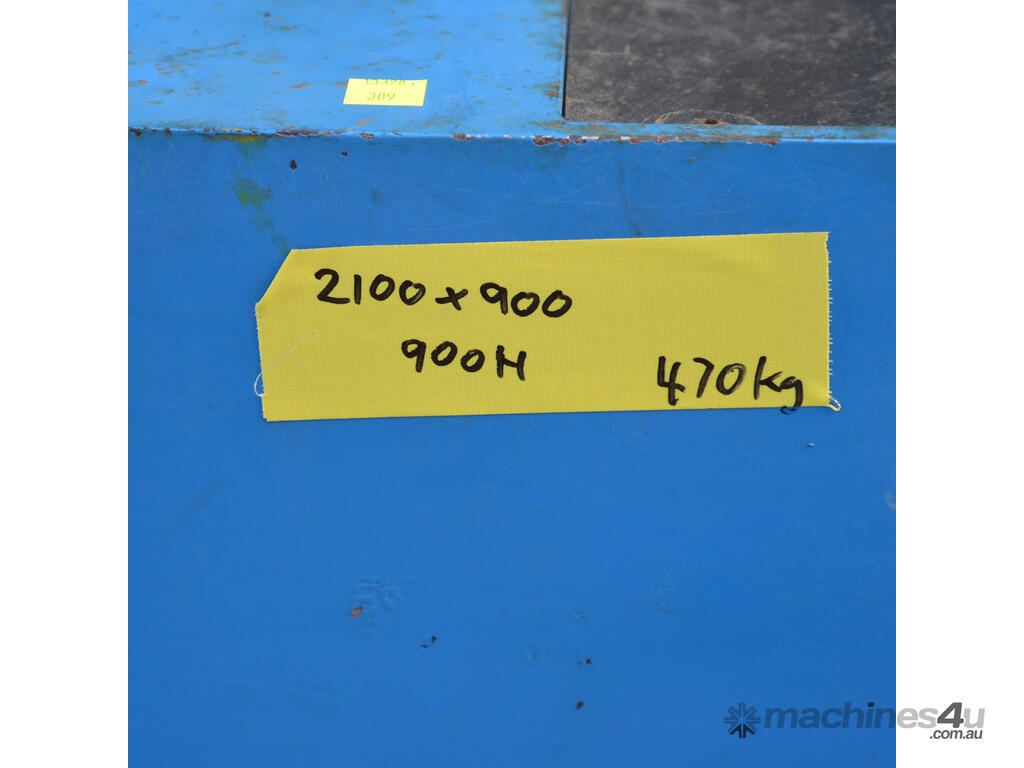 309
2100 x 900
900H
470kg
machines4u
.com.au